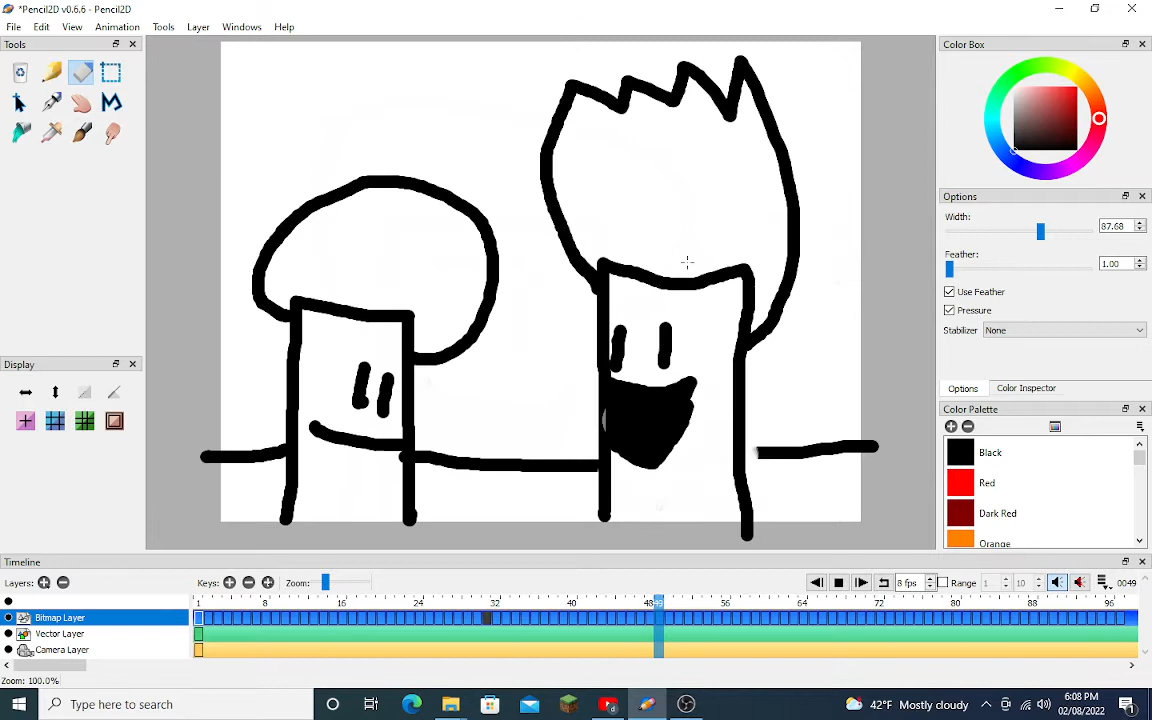 *Pencil2D v0.6.6 - Pencil2D
File Edit View Animation Tools Layer Windows Help
Tools
Color Box
Options
Width:
87.68
Feather:
1.00
Use Feather
Pressure
Stabilizer None
Display
Options Color Inspector
Color Palette
Black
Red
Dark Red
Orange
Timeline
Layers: Keys: Zoom: 8 fps Range 1 10 0049
1 8 16 24 32 40 48 49 56 64 72 80 88 96
Bitmap Layer
Vector Layer
Camera Layer
Zoom: 100.0%
Type here to search
42°F Mostly cloudy
6:08 PM
02/08/2022
1